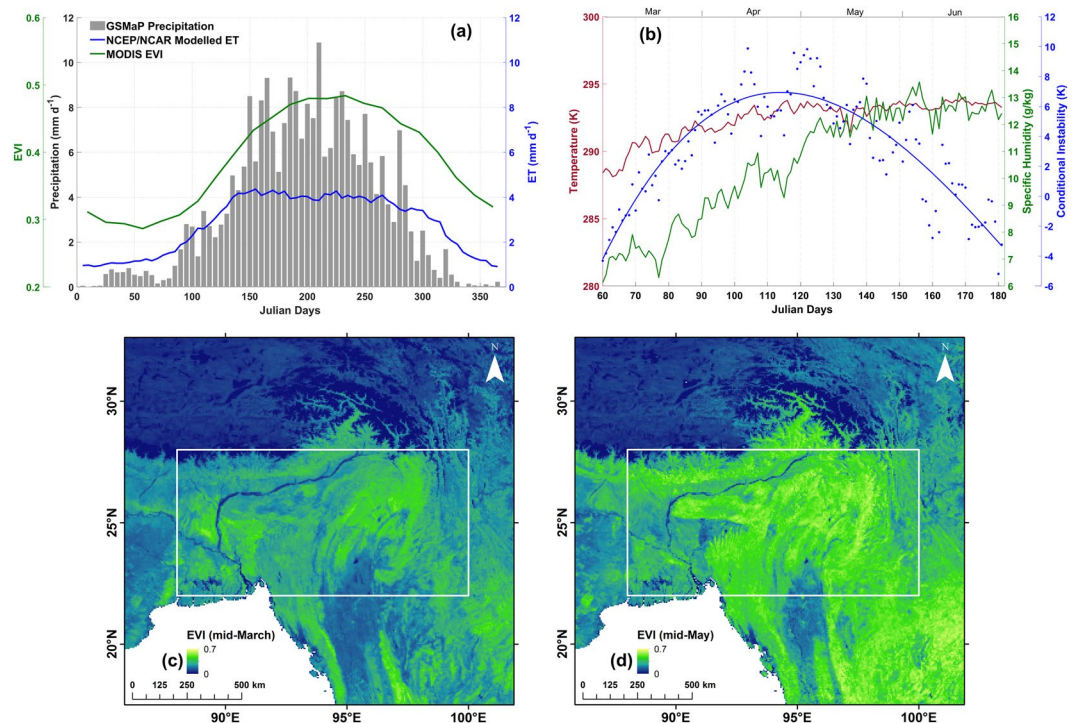 GSMaP Precipitation
NCEP/NCAR Modelled ET
MODIS EVI
(a)
0.6
0.5
0.4
0.3
0.2
EVI
12
10
8
6
4
2
0
Precipitation (mm d⁻¹)
12
10
8
6
4
2
0
ET (mm d⁻¹)
0 50 100 150 200 250 300 350
Julian Days
Mar Apr May Jun
(b)
300
295
290
285
280
Temperature (K)
16
15
14
13
12
11
10
9
8
7
6
Specific Humidity (g/kg)
12
10
8
6
4
2
0
-2
-4
-6
Conditional Instability (K)
60 70 80 90 100 110 120 130 140 150 160 170 180
Julian Days
N
30°N
25°N
20°N
EVI (mid-March)
(c)
0.7
0
0 125 250 500 km
90°E 95°E 100°E
N
30°N
25°N
20°N
EVI (mid-May)
(d)
0.7
0
0 125 250 500 km
90°E 95°E 100°E